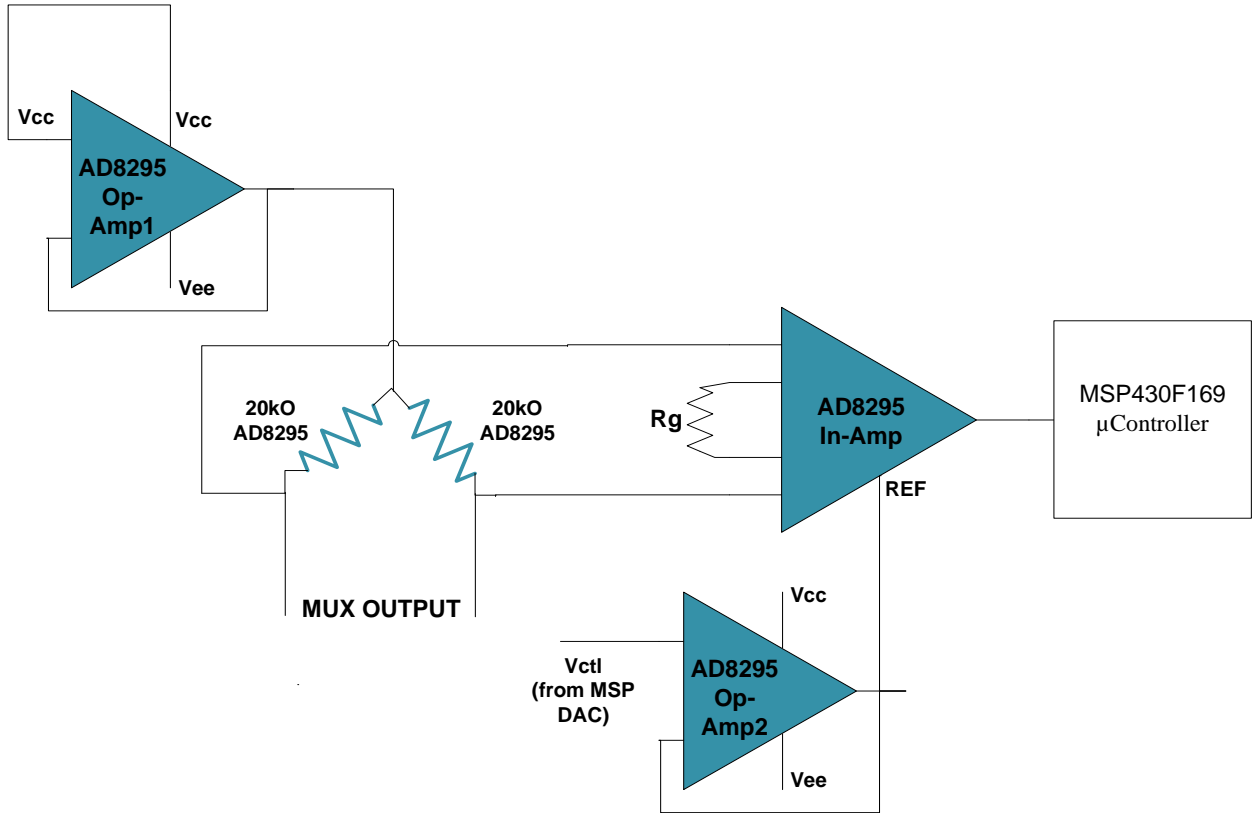 Vcc
Vcc
AD8295
Op-
Amp1
Vee
20kO
AD8295
20kO
AD8295
Rg
AD8295
In-Amp
REF
MSP430F169
µController
MUX OUTPUT
Vctl
(from MSP
DAC)
Vcc
AD8295
Op-
Amp2
Vee